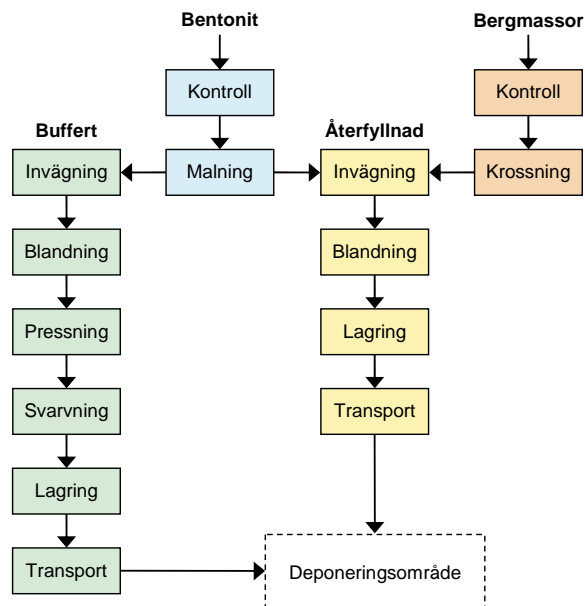 Bentonit
Bergmassor
Kontroll
Kontroll
Buffert
Återfyllnad
Invägning
Malning
Invägning
Krossning
Blandning
Blandning
Pressning
Lagring
Svarvning
Transport
Lagring
Transport
Deponeringsområde